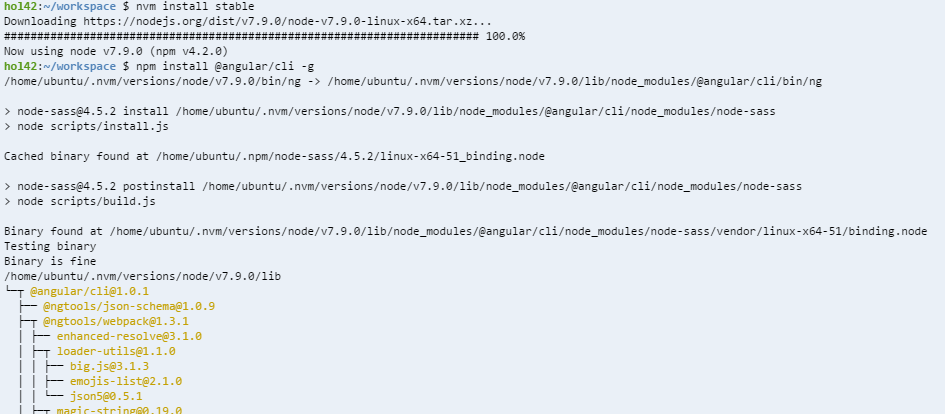 hol42:~/workspace $ nvm install stable
Downloading https://nodejs.org/dist/v7.9.0/node-v7.9.0-linux-x64.tar.xz...
######################################################################## 100.0%
Now using node v7.9.0 (npm v4.2.0)
hol42:~/workspace $ npm install @angular/cli -g
/home/ubuntu/.nvm/versions/node/v7.9.0/bin/ng -> /home/ubuntu/.nvm/versions/node/v7.9.0/lib/node_modules/@angular/cli/bin/ng

> node-sass@4.5.2 install /home/ubuntu/.nvm/versions/node/v7.9.0/lib/node_modules/@angular/cli/node_modules/node-sass
> node scripts/install.js

Cached binary found at /home/ubuntu/.npm/node-sass/4.5.2/linux-x64-51_binding.node

> node-sass@4.5.2 postinstall /home/ubuntu/.nvm/versions/node/v7.9.0/lib/node_modules/@angular/cli/node_modules/node-sass
> node scripts/build.js

Binary found at /home/ubuntu/.nvm/versions/node/v7.9.0/lib/node_modules/@angular/cli/node_modules/node-sass/vendor/linux-x64-51/binding.node
Testing binary
Binary is fine
/home/ubuntu/.nvm/versions/node/v7.9.0/lib
└─┬ @angular/cli@1.0.1
  ├── @ngtools/json-schema@1.0.9
  ├─┬ @ngtools/webpack@1.3.1
  │ ├── enhanced-resolve@3.1.0
  │ ├─┬ loader-utils@1.1.0
  │ │ ├── big.js@3.1.3
  │ │ ├── emojis-list@2.1.0
  │ │ └── json5@0.5.1
  │ ├─┬ magic-string@0.19.0